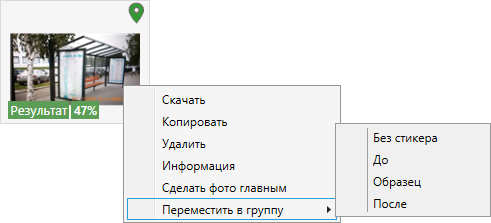 Результат 47%
Скачать
Копировать
Удалить
Информация
Сделать фото главным
Переместить в группу
Без стикера
До
Образец
После